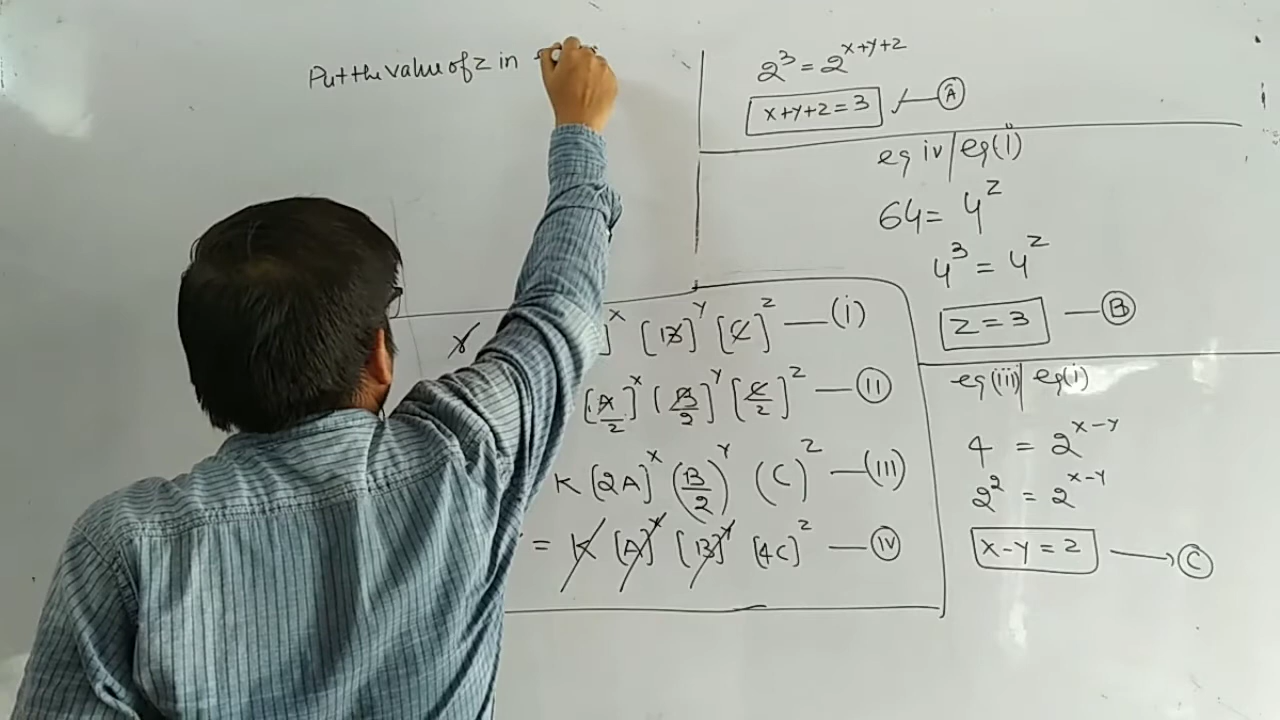 Put the value of z in
2³ = 2^(x+y+z)
x+y+z = 3 — (A)
eq iv / eq(i)
64 = 4^z
4³ = 4^z
z = 3 — (B)
eq(iii) / eq(i)
4 = 2^(x-y)
2² = 2^(x-y)
x-y = 2 → (C)
r ]^x [B]^y [C]^z — (i)
[A/2]^x [B/2]^y [C/2]^z — (II)
K [2A]^x (B/2)^y (C)^z — (III)
= K [A]^x [B]^y [4C]^z — (IV)